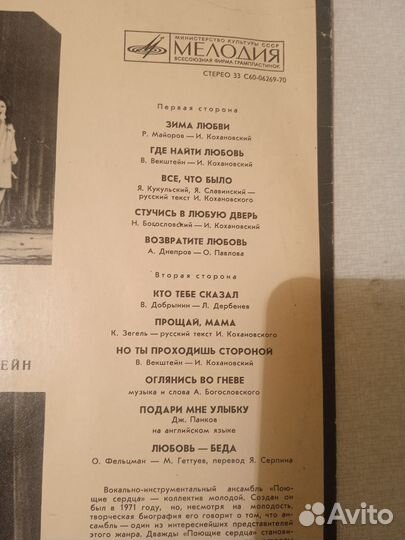 МИНИСТЕРСТВО КУЛЬТУРЫ СССР
МЕЛОДИЯ
ВСЕСОЮЗНАЯ ФИРМА ГРАМПЛАСТИНОК
СТЕРЕО 33 С60-06269-70
Первая сторона
ЗИМА ЛЮБВИ
Р. Майоров — И. Кохановский
ГДЕ НАЙТИ ЛЮБОВЬ
В. Векштейн — И. Кохановский
ВСЕ, ЧТО БЫЛО
Я. Кукульский, Я. Славинский —
русский текст И. Кохановского
СТУЧИСЬ В ЛЮБУЮ ДВЕРЬ
Н. Богословский — И. Кохановский
ВОЗВРАТИТЕ ЛЮБОВЬ
А. Днепров — О. Павлова
Вторая сторона
КТО ТЕБЕ СКАЗАЛ
В. Добрынин — Л. Дербенев
ПРОЩАЙ, МАМА
К. Зегель — русский текст И. Кохановского
НО ТЫ ПРОХОДИШЬ СТОРОНОЙ
В. Векштейн — И. Кохановский
ЕЙН
ОГЛЯНИСЬ ВО ГНЕВЕ
музыка и слова А. Богословского
ПОДАРИ МНЕ УЛЫБКУ
Дж. Панков
на английском языке
ЛЮБОВЬ — БЕДА
О. Фельцман — М. Геттуев, перевод Я. Серпина
Вокально-инструментальный ансамбль «Пою-
щие сердца» — коллектив молодой. Создан он
был в 1971 году, но, несмотря на молодость,
творческая биография его говорит о том, что ан-
самбль — один из интереснейших представителей
этого жанра. Дважды «Поющие сердца» станови-
Avito